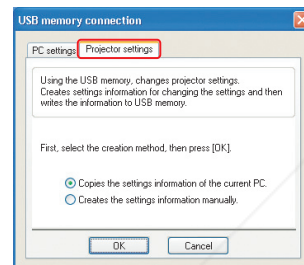 USB memory connection
PC settings Projector settings
Using the USB memory, changes projector settings.
Creates settings information for changing the settings and then
writes the information to USB memory.
First, select the creation method, then press [OK].
Copies the settings information of the current PC.
Creates the settings information manually.
OK Cancel